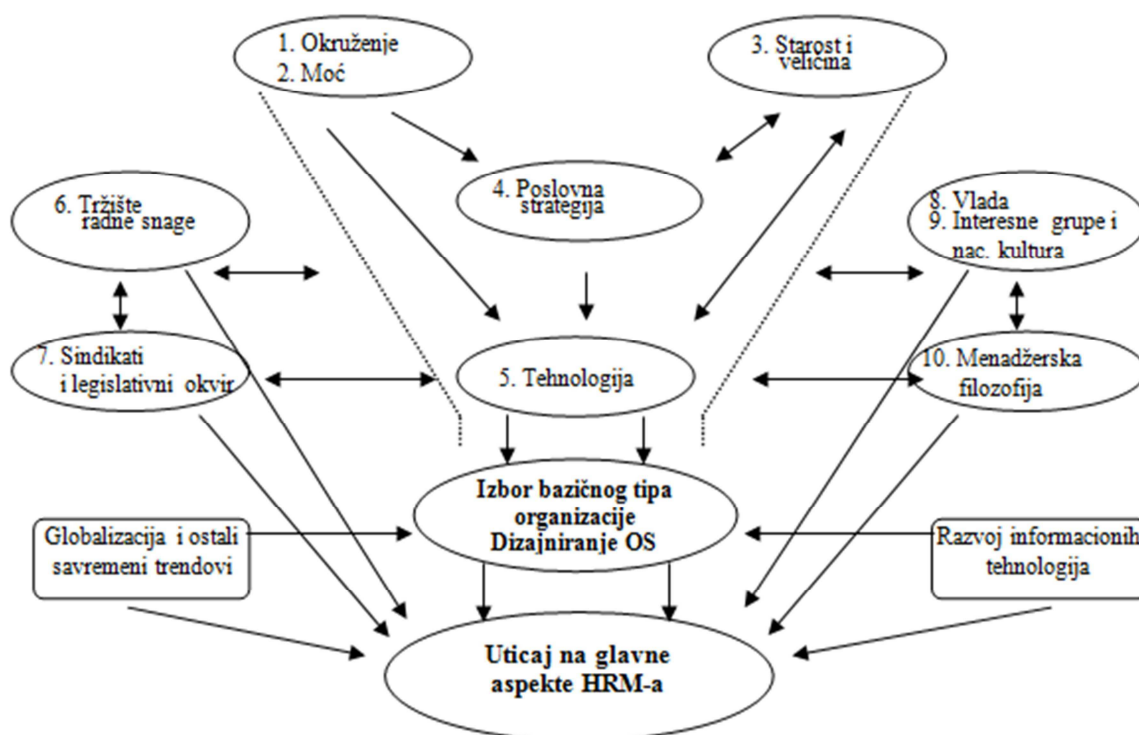 1. Okruženje
2. Moć
3. Starost i
veličina
4. Poslovna
strategija
6. Tržište
radne snage
8. Vlada
9. Interesne grupe i
nac. kultura
7. Sindikati
i legislativni okvir
5. Tehnologija
10. Menadžerska
filozofija
Izbor bazičnog tipa
organizacije
Dizajniranje OS
Globalizacija i ostali
savremeni trendovi
Razvoj informacionih
tehnologija
Uticaj na glavne
aspekte HRM-a